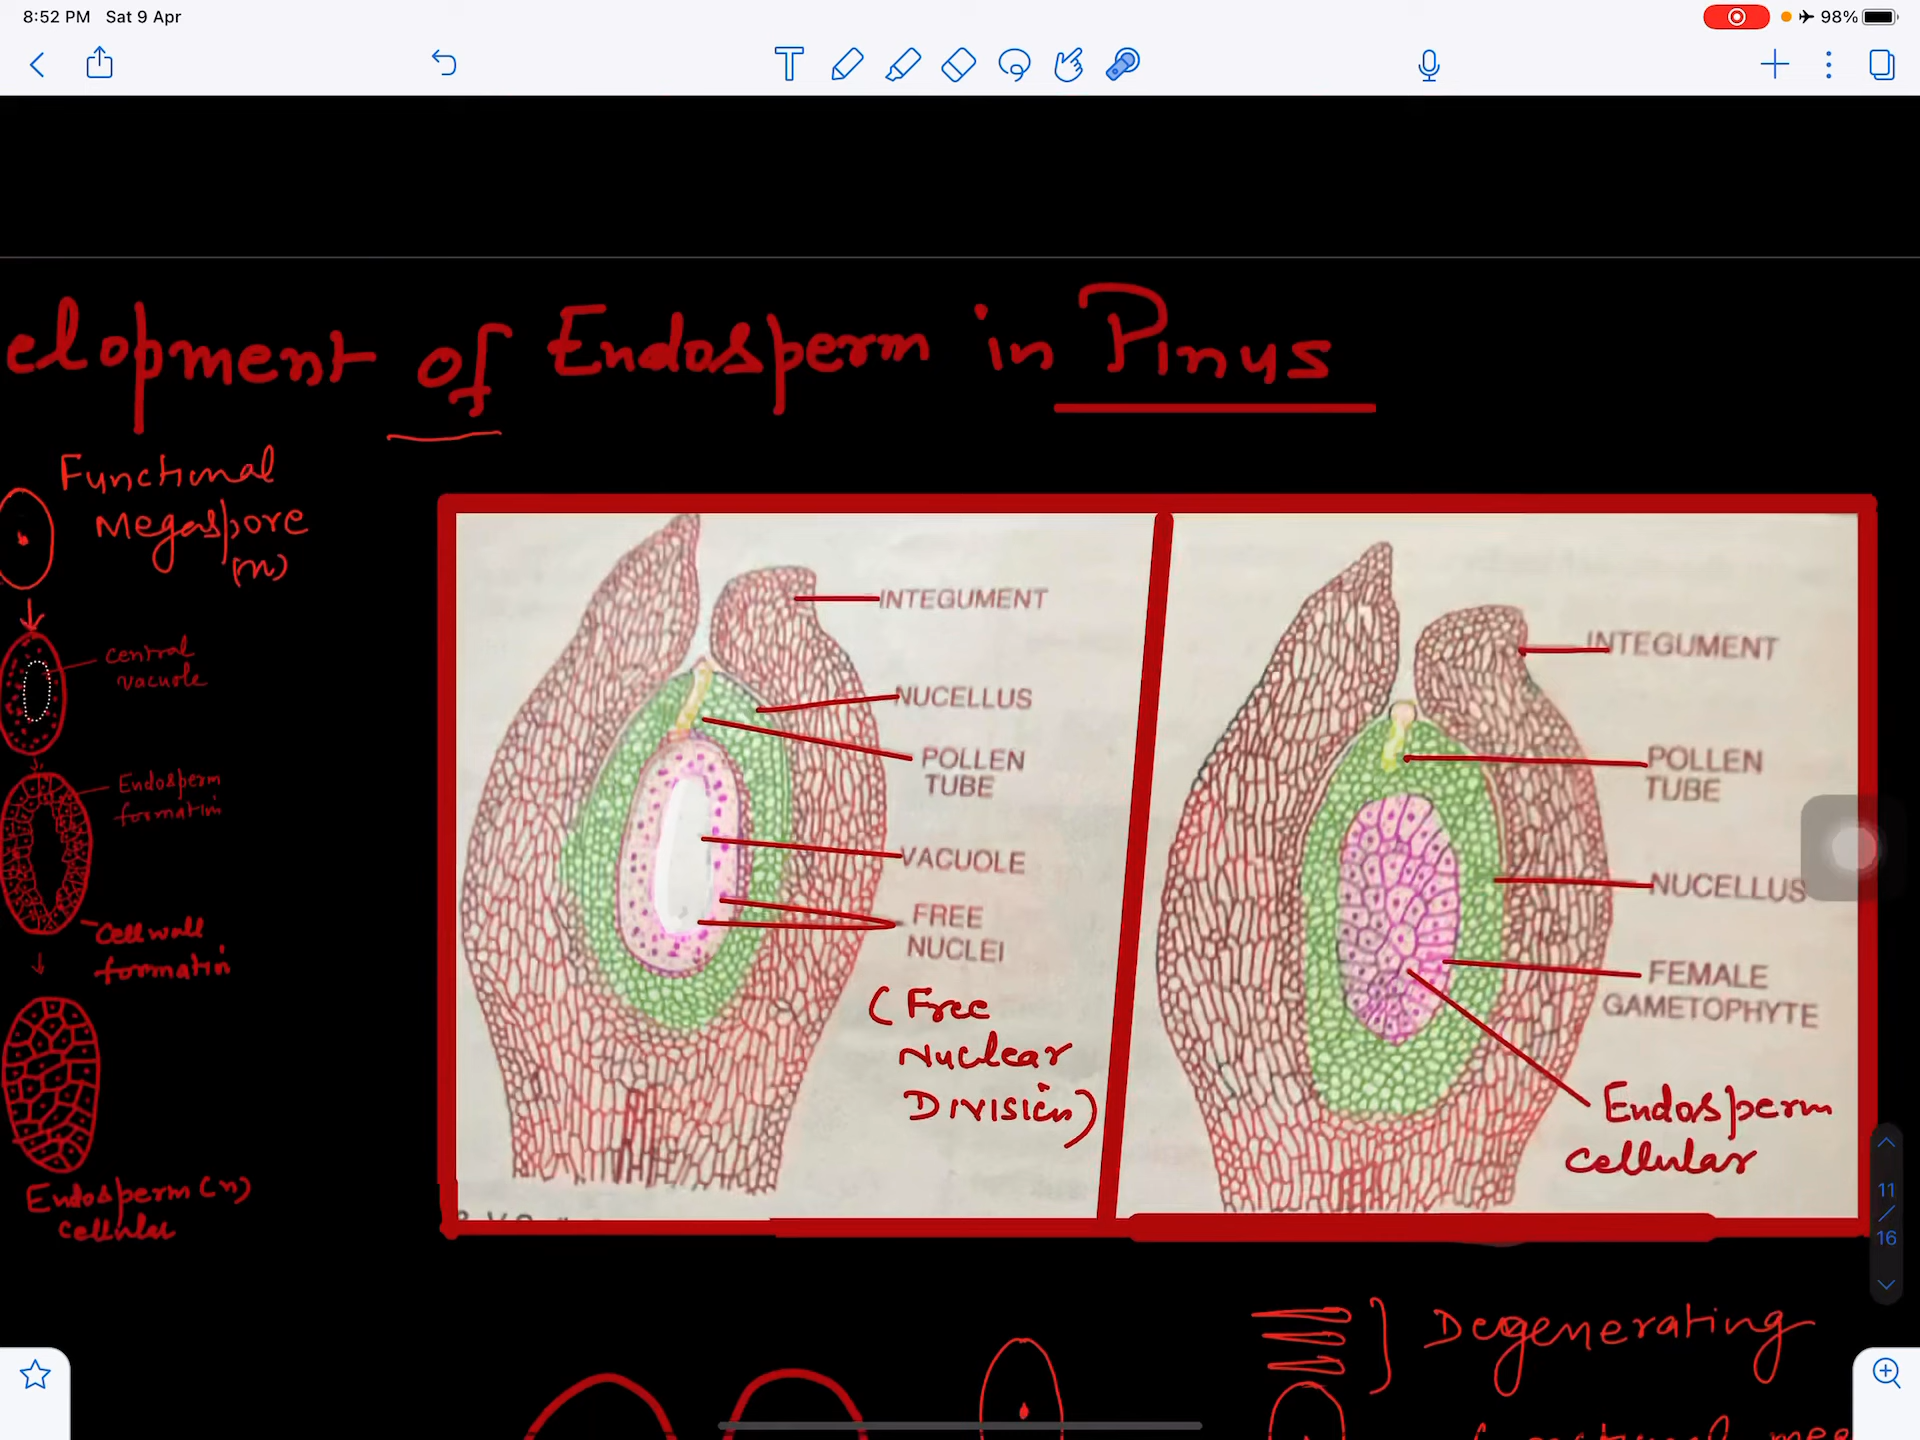 8:52 PM Sat 9 Apr
98%
elopment of Endosperm in Pinus
Functional
Megaspore
(n)
central
vacuole
Endosperm
formation
Cell wall
formation
Endosperm (n)
cellular
INTEGUMENT
NUCELLUS
POLLEN
TUBE
VACUOLE
FREE
NUCLEI
(Free
Nuclear
Division)
INTEGUMENT
POLLEN
TUBE
NUCELLUS
FEMALE
GAMETOPHYTE
Endosperm
cellular
11
/
16
Degenerating